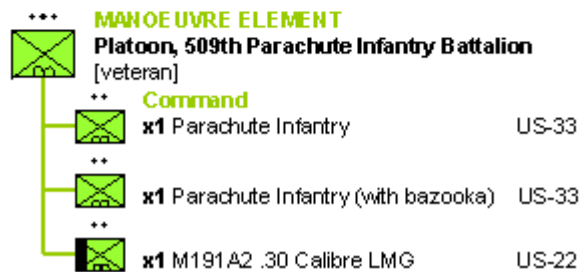 MANOEUVRE ELEMENT
Platoon, 509th Parachute Infantry Battalion
[veteran]
Command
x1 Parachute Infantry US-33
x1 Parachute Infantry (with bazooka) US-33
x1 M191A2 .30 Calibre LMG US-22